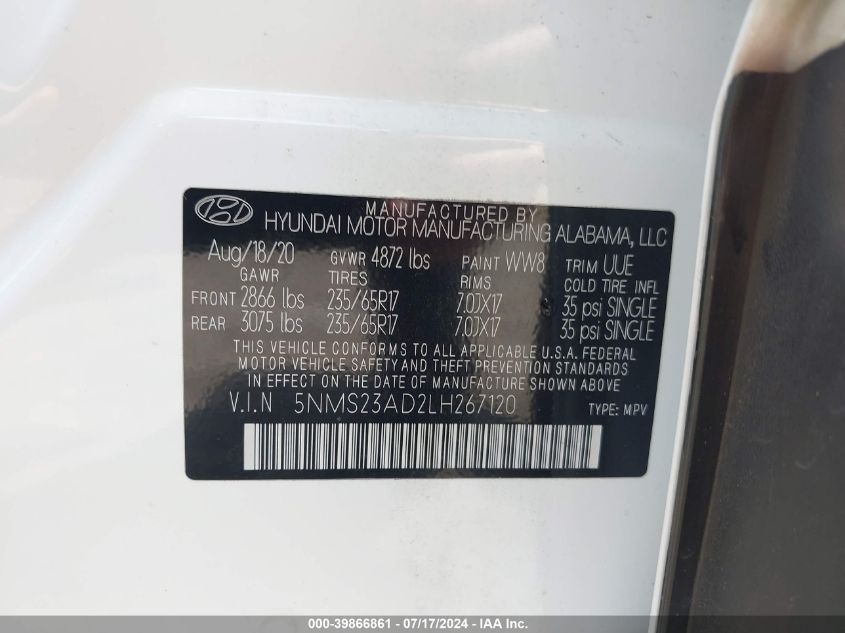 MANUFACTURED BY
HYUNDAI MOTOR MANUFACTURING ALABAMA, LLC
Aug/18/20 GVWR 4872 lbs PAINT WW8 TRIM UUE
GAWR TIRES RIMS COLD TIRE INFL
FRONT 2866 lbs 235/65R17 7.0JX17 35 psi SINGLE
REAR 3075 lbs 235/65R17 7.0JX17 35 psi SINGLE
THIS VEHICLE CONFORMS TO ALL APPLICABLE U.S.A. FEDERAL
MOTOR VEHICLE SAFETY AND THEFT PREVENTION STANDARDS
IN EFFECT ON THE DATE OF MANUFACTURE SHOWN ABOVE
V.I.N 5NMS23AD2LH267120 TYPE: MPV
000-39866861 / 07/17/2024 - Copyright © IAA, Inc.